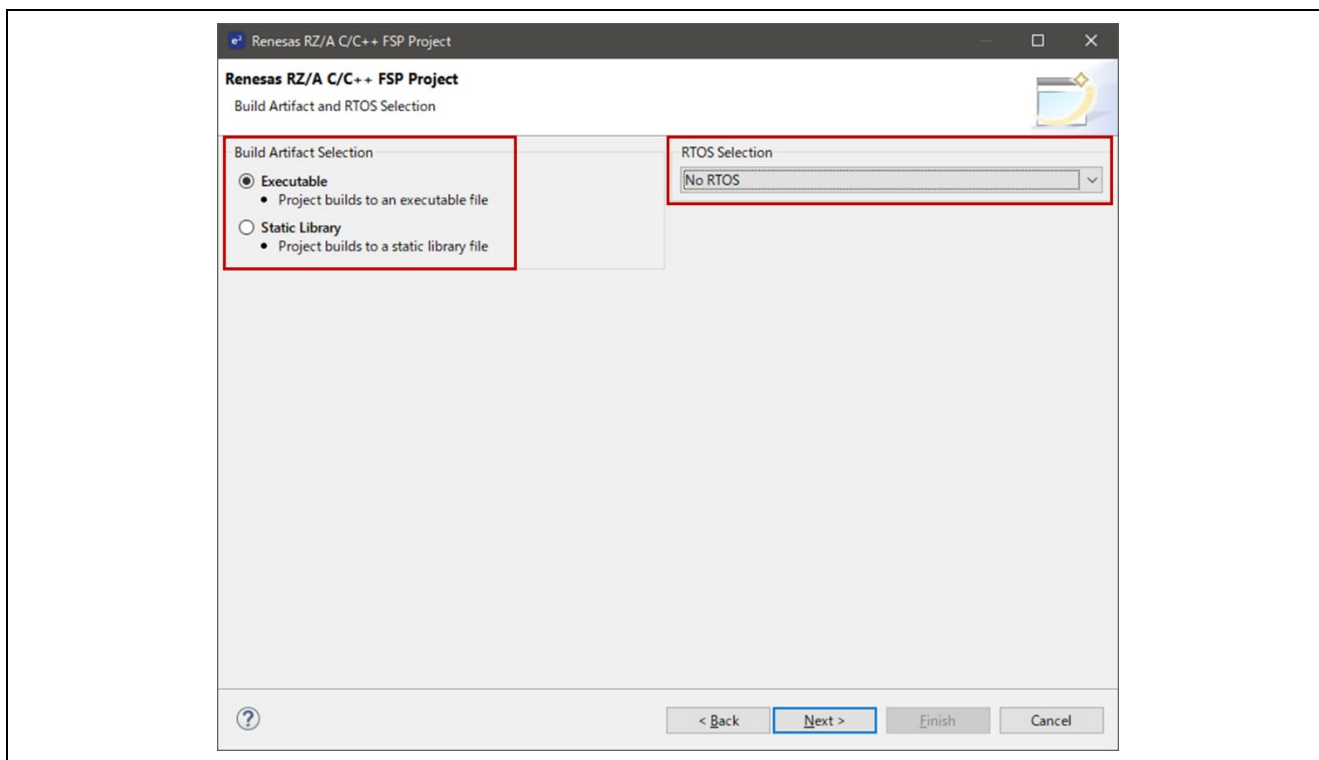 e² Renesas RZ/A C/C++ FSP Project
Renesas RZ/A C/C++ FSP Project
Build Artifact and RTOS Selection
Build Artifact Selection
Executable
• Project builds to an executable file
Static Library
• Project builds to a static library file
RTOS Selection
No RTOS
?
< Back
Next >
Finish
Cancel